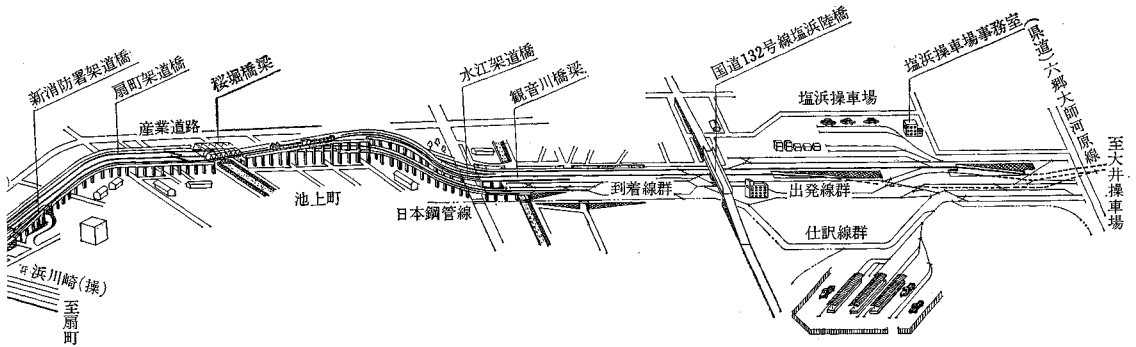 新消防署架道橋
扇町架道橋
桜堀橋梁
産業道路
池上町
日本鋼管線
水江架道橋
観音川橋梁
到着線群
国道132号線塩浜陸橋
塩浜操車場
塩浜操車場事務室
出発線群
仕訳線群
(県道)六郷大師河原線
至大井操車場
浜川崎(操)
至扇町